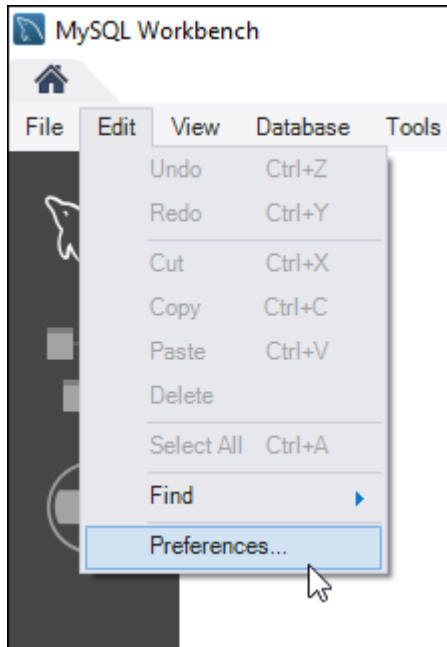 MySQL Workbench
File Edit View Database Tools
Undo Ctrl+Z
Redo Ctrl+Y
Cut Ctrl+X
Copy Ctrl+C
Paste Ctrl+V
Delete
Select All Ctrl+A
Find
Preferences...